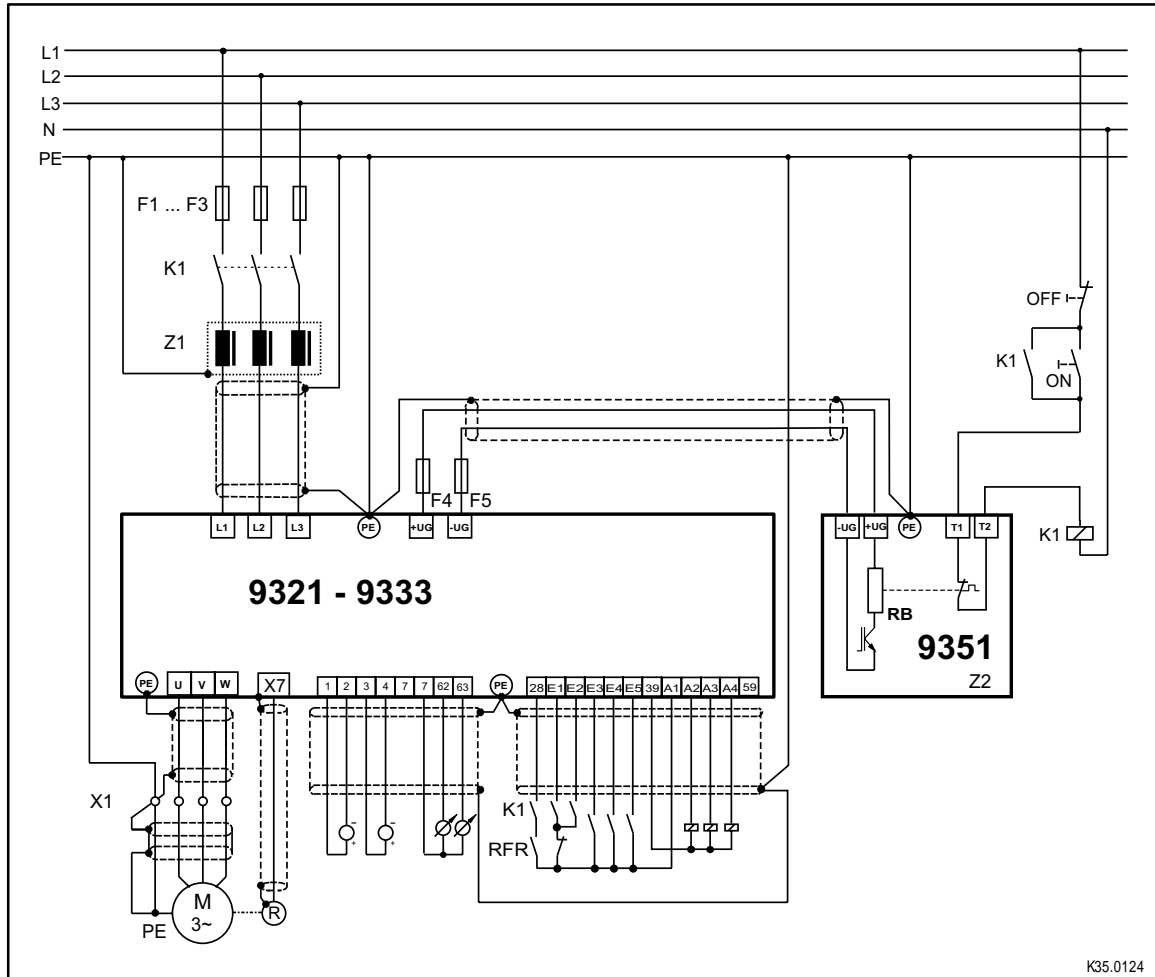 L1
L2
L3
N
PE
F1 ... F3
K1
Z1
OFF
K1
ON
F4 F5
L1 L2 L3 PE +UG -UG
-UG +UG PE T1 T2
K1
9321 - 9333
RB
9351
Z2
PE U V W X7 1 2 3 4 7 7 62 63 PE 28 E1 E2 E3 E4 E5 39 A1 A2 A3 A4 59
X1
K1
− + − +
RFR
M
3~
R
PE
K35.0124